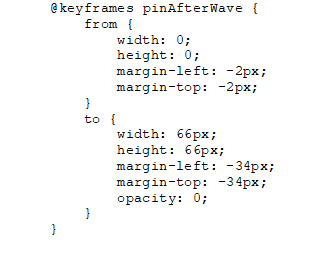 @keyframes pinAfterWave {
    from {
        width: 0;
        height: 0;
        margin-left: -2px;
        margin-top: -2px;
    }
    to {
        width: 66px;
        height: 66px;
        margin-left: -34px;
        margin-top: -34px;
        opacity: 0;
    }
}